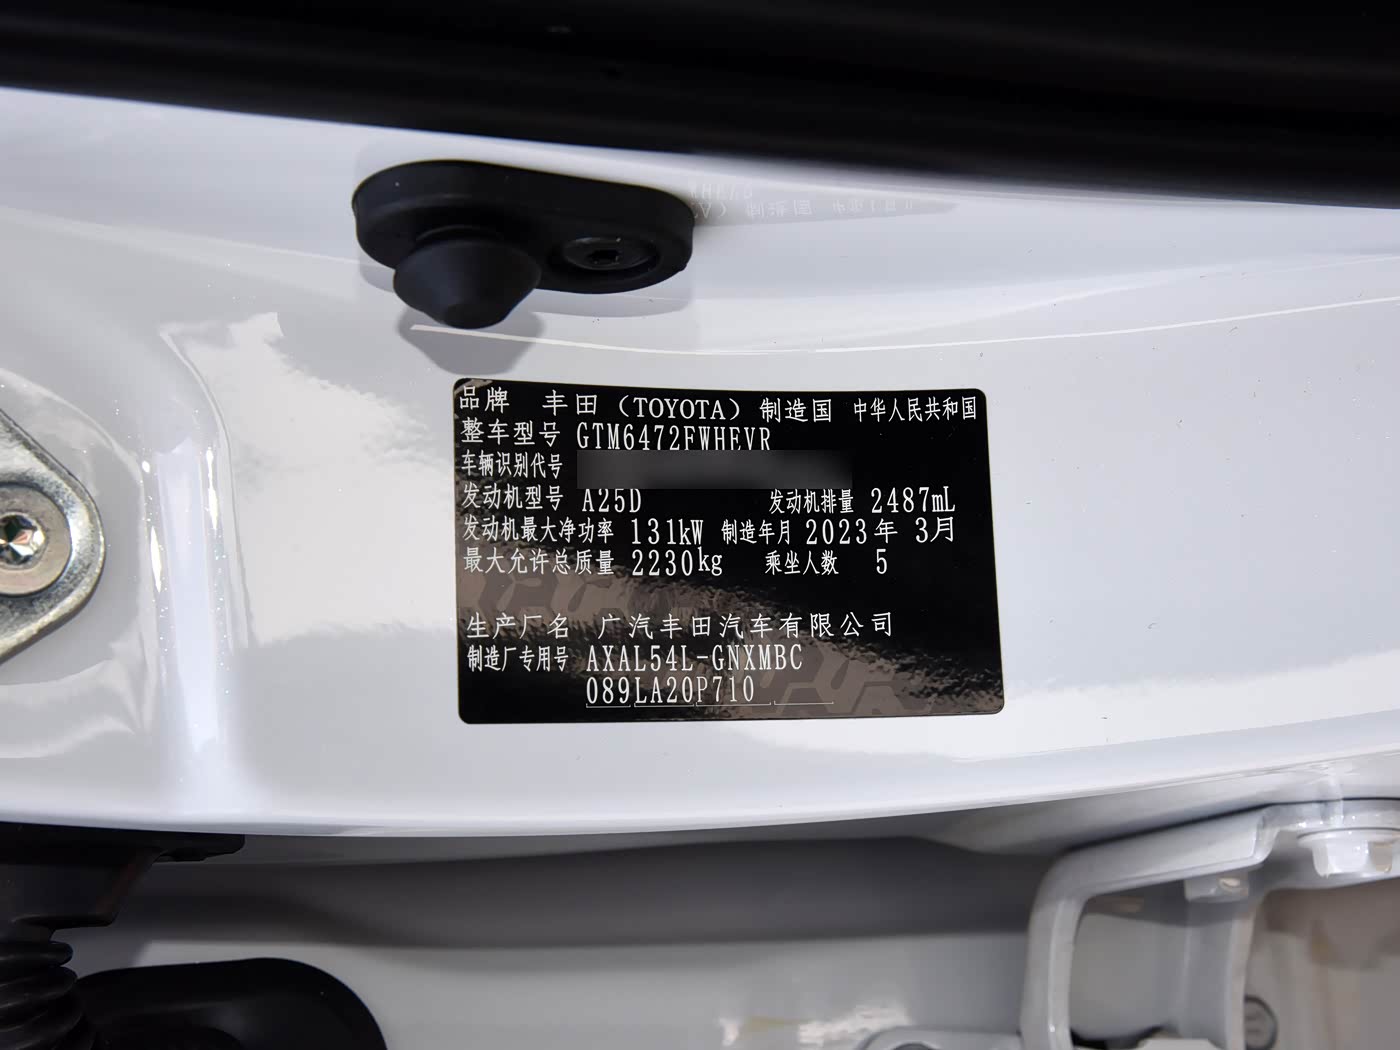 品牌 丰田（TOYOTA）制造国 中华人民共和国
整车型号 GTM6472FWHEVR
车辆识别代号
发动机型号 A25D 发动机排量 2487mL
发动机最大净功率 131kW 制造年月 2023年 3月
最大允许总质量 2230kg 乘坐人数 5
生产厂名 广汽丰田汽车有限公司
制造厂专用号 AXAL54L-GNXMBC
089LA20P710